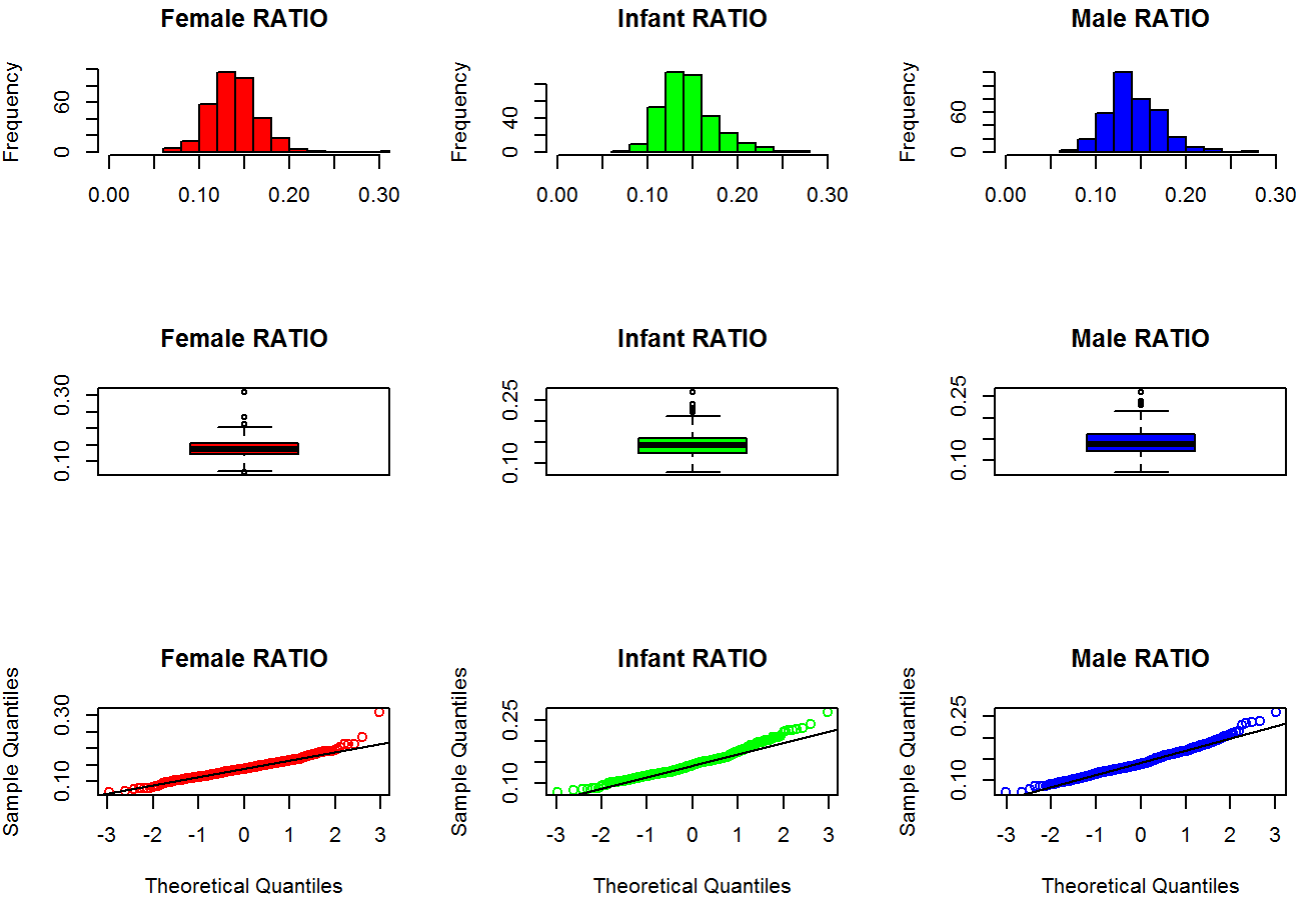 Female RATIO Infant RATIO Male RATIO
Frequency Frequency Frequency
60 40 60
0 0 0
0.00 0.10 0.20 0.30 0.00 0.10 0.20 0.30 0.00 0.10 0.20 0.30
Female RATIO Infant RATIO Male RATIO
0.30 0.25 0.25
0.10 0.10 0.10
Female RATIO Infant RATIO Male RATIO
Sample Quantiles Sample Quantiles Sample Quantiles
0.30 0.25 0.25
0.10 0.10 0.10
-3 -2 -1 0 1 2 3 -3 -2 -1 0 1 2 3 -3 -2 -1 0 1 2 3
Theoretical Quantiles Theoretical Quantiles Theoretical Quantiles